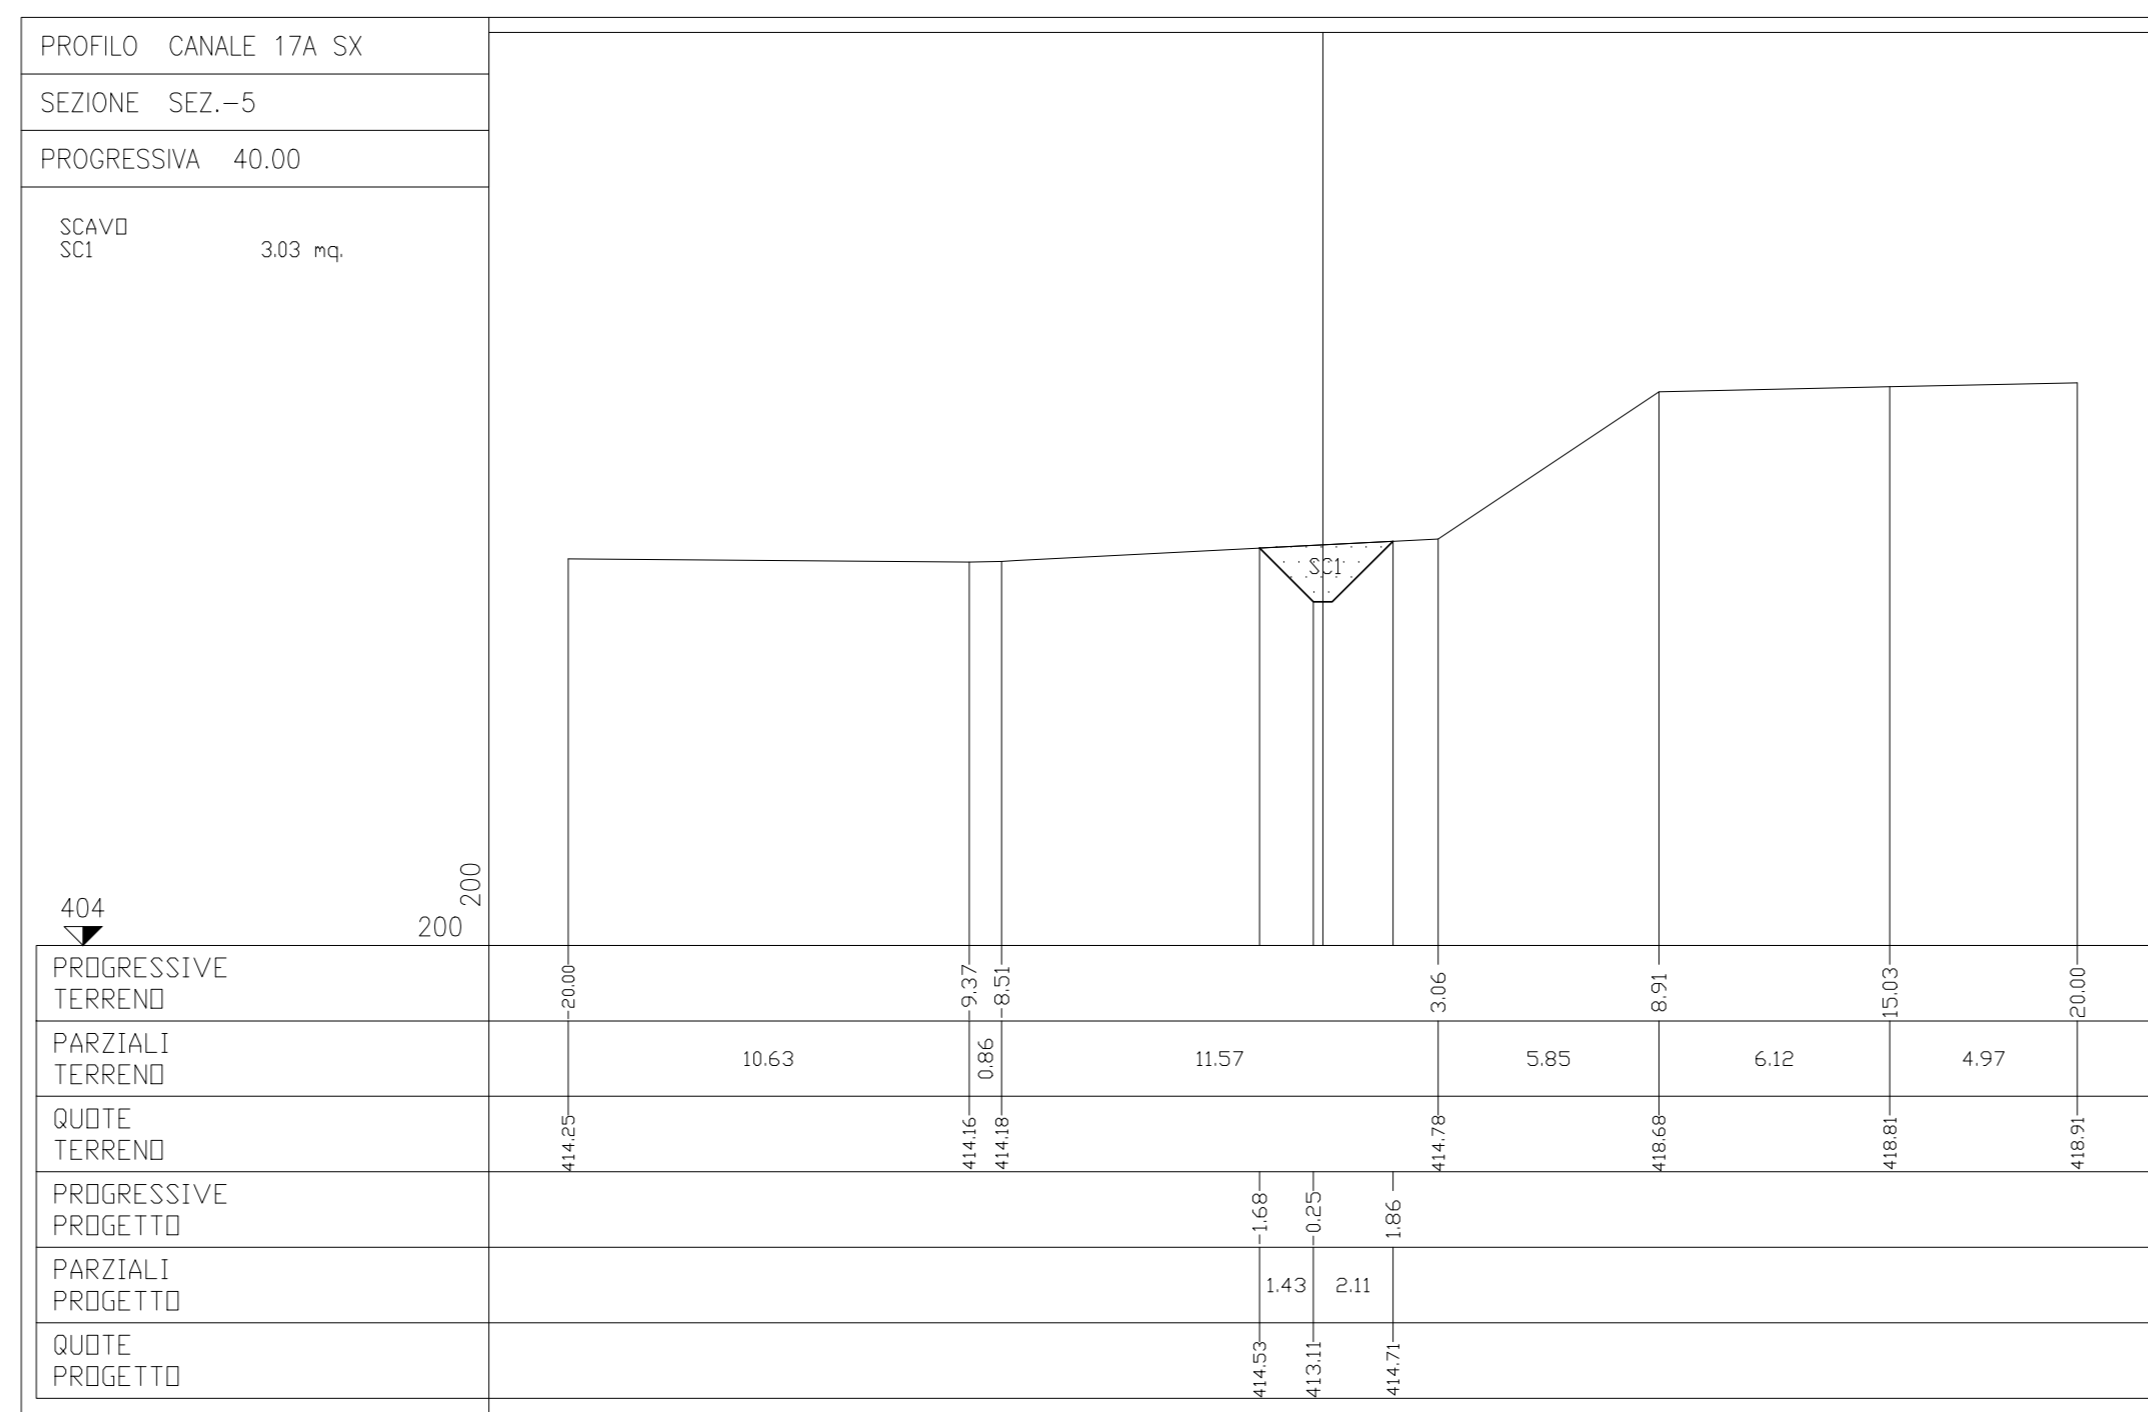 PROFILO CANALE 17A SX
SEZIONE SEZ.-5
PROGRESSIVA 40.00
SCAVO
SC1 3.03 mq.
SC1
200
404
200
PROGRESSIVE
TERRENO
-20.00 -9.37 -8.51 3.06 8.91 15.03 20.00
PARZIALI
TERRENO
10.63 0.86 11.57 5.85 6.12 4.97
QUOTE
TERRENO
414.25 414.16 414.18 414.78 418.68 418.81 418.91
PROGRESSIVE
PROGETTO
-1.68 -0.25 1.86
PARZIALI
PROGETTO
1.43 2.11
QUOTE
PROGETTO
414.53 413.11 414.71